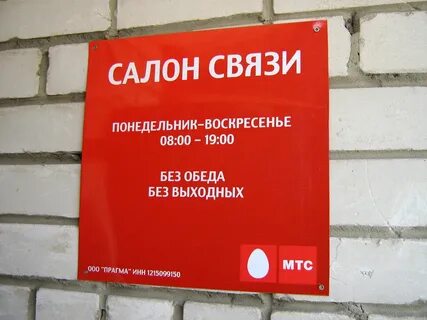 САЛОН СВЯЗИ
ПОНЕДЕЛЬНИК-ВОСКРЕСЕНЬЕ
08:00 - 19:00
БЕЗ ОБЕДА
БЕЗ ВЫХОДНЫХ
МТС
ООО "ПРАГМА" ИНН 1215099150